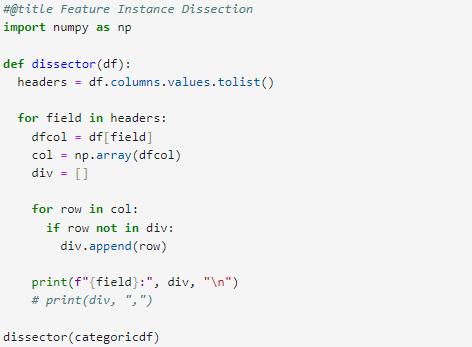 #@title Feature Instance Dissection
import numpy as np

def dissector(df):
  headers = df.columns.values.tolist()

  for field in headers:
    dfcol = df[field]
    col = np.array(dfcol)
    div = []

    for row in col:
      if row not in div:
        div.append(row)

    print(f"{field}:", div, "\n")
    # print(div, ",")

dissector(categoricdf)